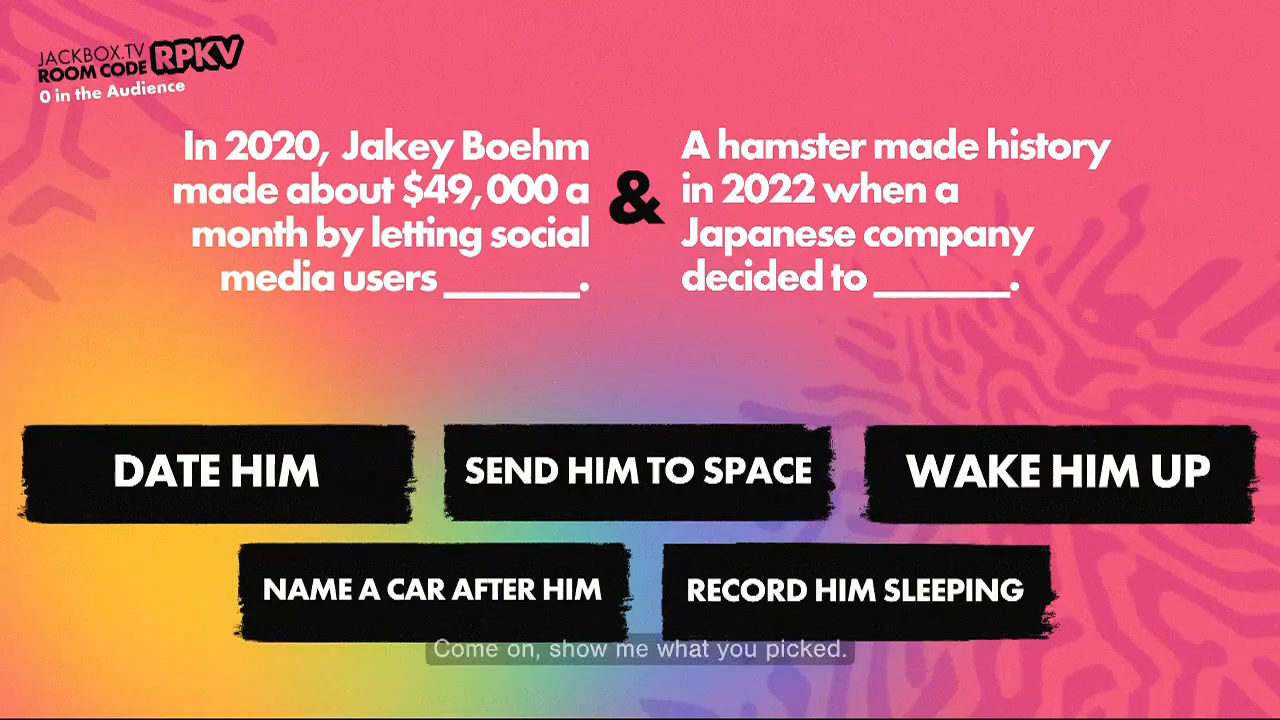 JACKBOX.TV
ROOM CODE RPKV
0 in the Audience
In 2020, Jakey Boehm
made about $49,000 a
month by letting social
media users ______.
&
A hamster made history
in 2022 when a
Japanese company
decided to ______.
DATE HIM
SEND HIM TO SPACE
WAKE HIM UP
NAME A CAR AFTER HIM
RECORD HIM SLEEPING
Come on, show me what you picked.